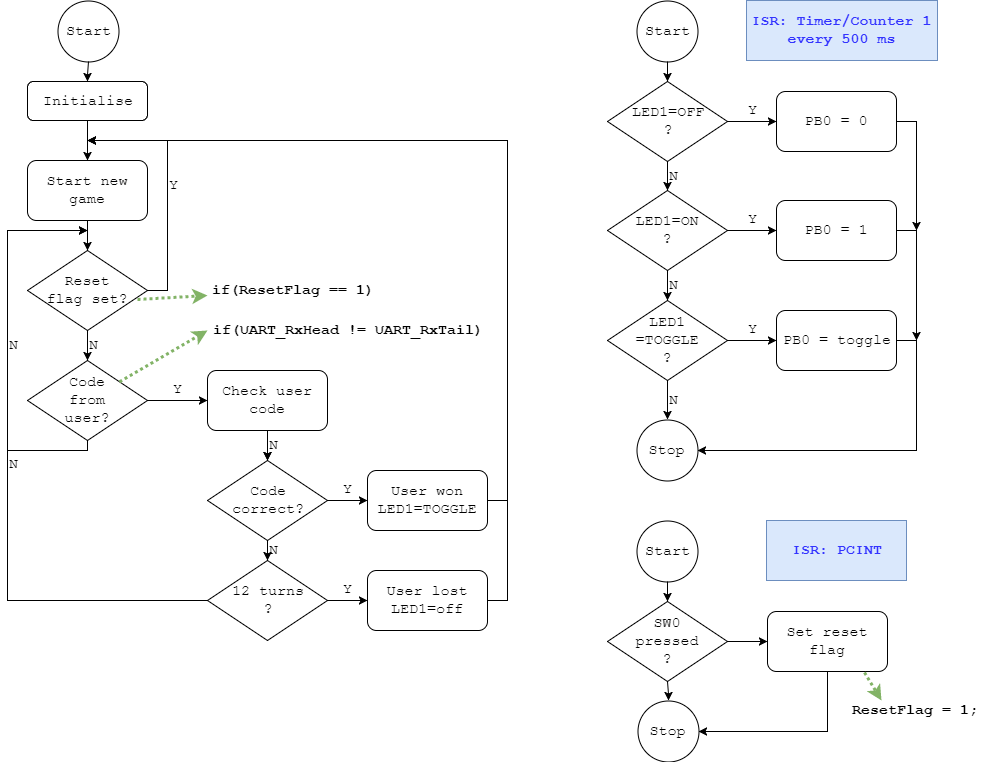 Start
Initialise
Start new
game
Y
Reset
flag set?
if(ResetFlag == 1)
if(UART_RxHead != UART_RxTail)
N
N
Code
from
user?
Y
Check user
code
N
N
Code
correct?
Y
User won
LED1=TOGGLE
N
12 turns
?
Y
User lost
LED1=off
Start
ISR: Timer/Counter 1
every 500 ms
LED1=OFF
?
Y
PB0 = 0
N
LED1=ON
?
Y
PB0 = 1
N
LED1
=TOGGLE
?
Y
PB0 = toggle
N
Stop
Start
ISR: PCINT
SW0
pressed
?
Set reset
flag
ResetFlag = 1;
Stop